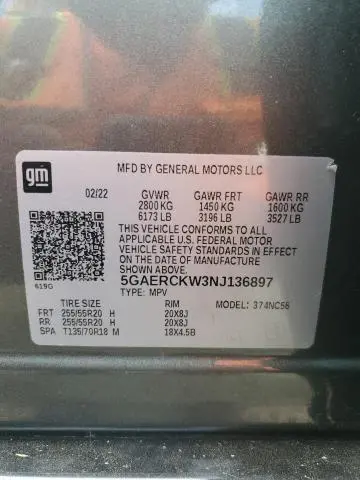 gm
MFD BY GENERAL MOTORS LLC
02/22 GVWR GAWR FRT GAWR RR
2800 KG 1450 KG 1600 KG
6173 LB 3196 LB 3527 LB
THIS VEHICLE CONFORMS TO ALL
APPLICABLE U.S. FEDERAL MOTOR
VEHICLE SAFETY STANDARDS IN EFFECT
ON THE DATE OF MANUFACTURE
SHOWN ABOVE.
619G 5GAERCKW3NJ136897
TYPE: MPV
TIRE SIZE RIM MODEL: 374NC56
FRT 255/55R20 H 20X8J
RR 255/55R20 H 20X8J
SPA T135/70R18 M 18X4.5B